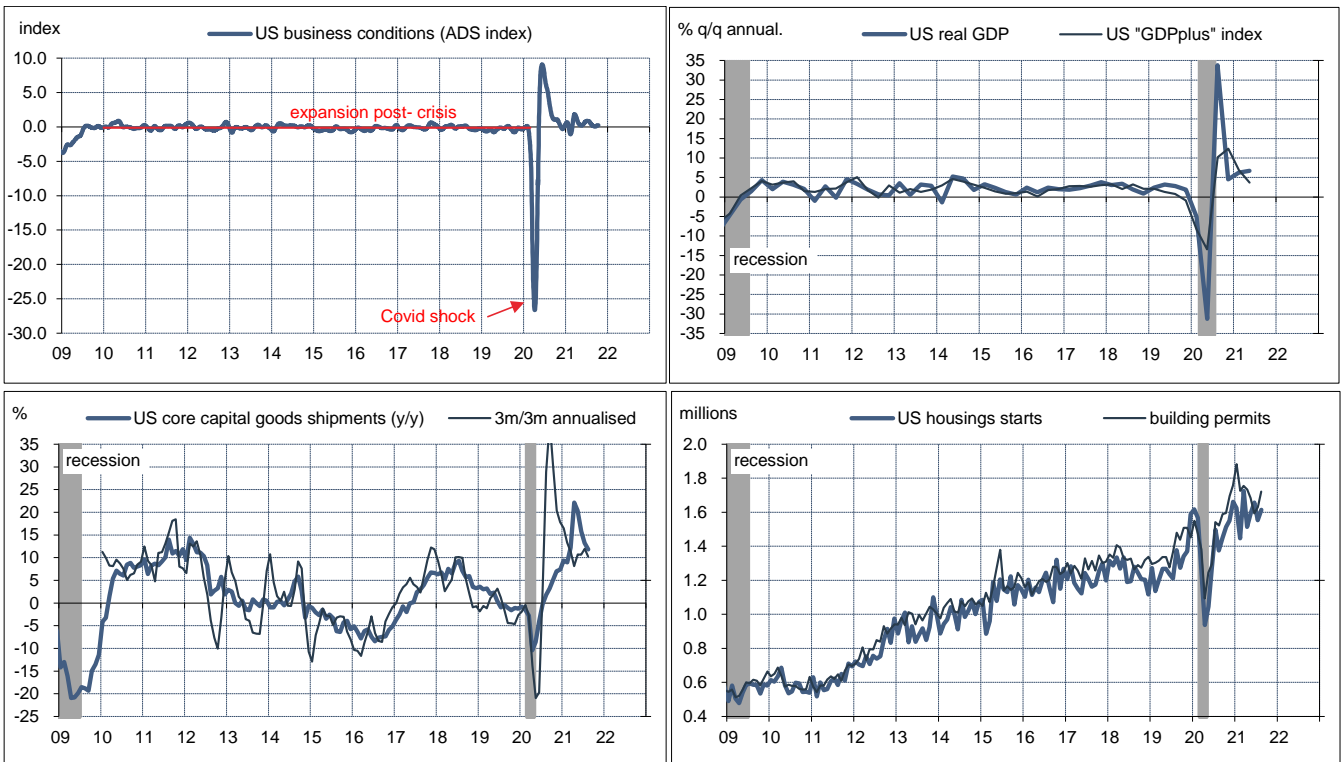 index
US business conditions (ADS index)
10.0
5.0
0.0
-5.0
-10.0
-15.0
-20.0
-25.0
-30.0
expansion post- crisis
Covid shock
09 10 11 12 13 14 15 16 17 18 19 20 21 22
% q/q annual.
US real GDP US "GDPplus" index
35
30
25
20
15
10
5
0
-5
-10
-15
-20
-25
-30
-35
recession
09 10 11 12 13 14 15 16 17 18 19 20 21 22
%
US core capital goods shipments (y/y) 3m/3m annualised
35
30
25
20
15
10
5
0
-5
-10
-15
-20
-25
recession
09 10 11 12 13 14 15 16 17 18 19 20 21 22
millions
US housings starts building permits
2.0
1.8
1.6
1.4
1.2
1.0
0.8
0.6
0.4
recession
09 10 11 12 13 14 15 16 17 18 19 20 21 22